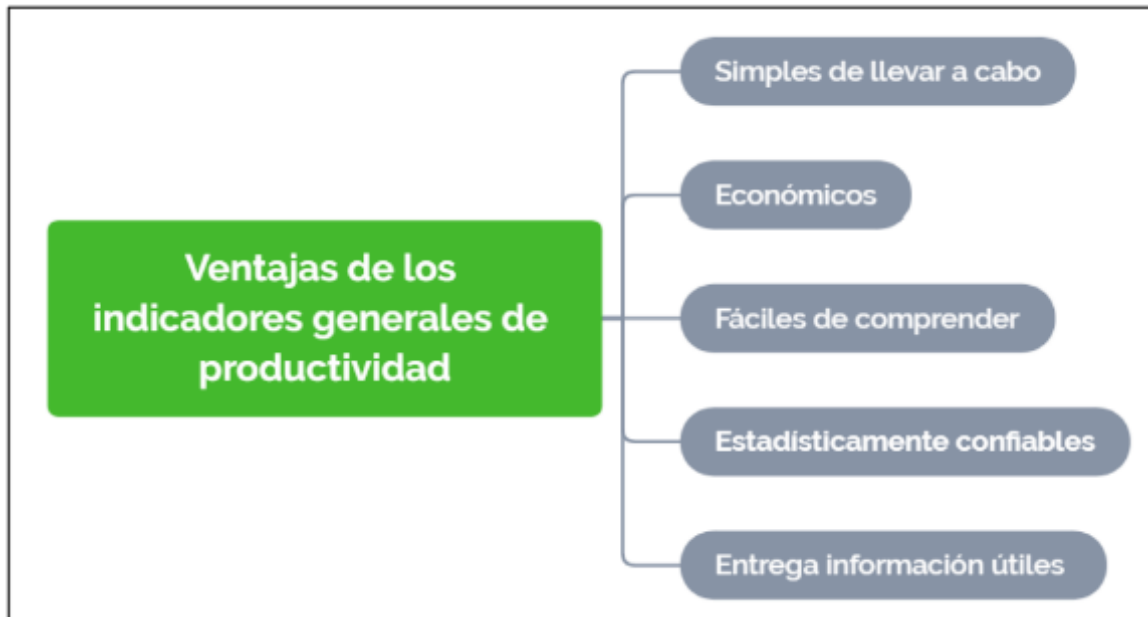 Ventajas de los
indicadores generales de
productividad
Simples de llevar a cabo
Económicos
Fáciles de comprender
Estadísticamente confiables
Entrega información útiles